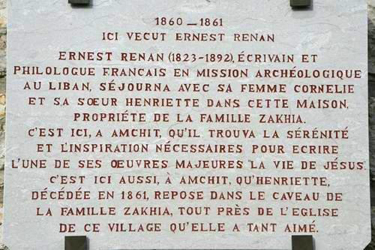 1860 — 1861
ICI VECUT ERNEST RENAN
ERNEST RENAN (1823-1892), ÉCRIVAIN ET
PHILOLOGUE FRANCAIS EN MISSION ARCHÉOLOGIQUE
AU LIBAN, SÉJOURNA AVEC SA FEMME CORNELIE
ET SA SŒUR HENRIETTE DANS CETTE MAISON,
PROPRIÉTE DE LA FAMILLE ZAKHIA.
C'EST ICI, A AMCHIT, QU'IL TROUVA LA SÉRÉNITÉ
ET L'INSPIRATION NÉCESSAIRES POUR ECRIRE
L'UNE DE SES OEUVRES MAJEURES 'LA VIE DE JÉSUS'.
C'EST ICI AUSSI, À AMCHIT, QU'HENRIETTE,
DÉCÉDÉE EN 1861, REPOSE DANS LE CAVEAU DE
LA FAMILLE ZAKHIA, TOUT PRÈS DE L'EGLISE
DE CE VILLAGE QU'ELLE A TANT AIMÉ.